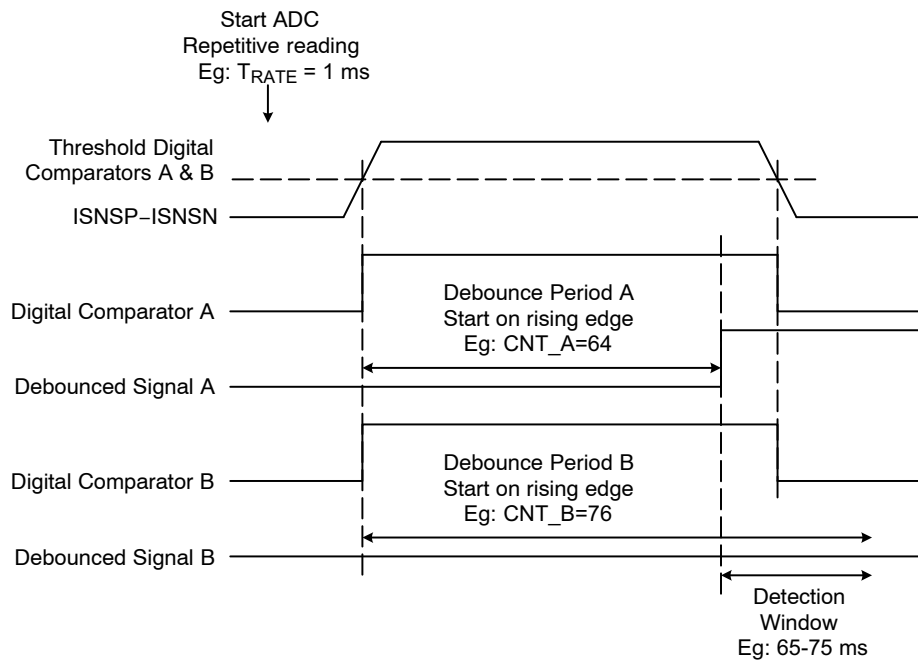 Start ADC
Repetitive reading
Eg: TRATE = 1 ms
Threshold Digital
Comparators A & B
ISNSP–ISNSN
Digital Comparator A
Debounce Period A
Start on rising edge
Eg: CNT_A=64
Debounced Signal A
Digital Comparator B
Debounce Period B
Start on rising edge
Eg: CNT_B=76
Debounced Signal B
Detection
Window
Eg: 65-75 ms